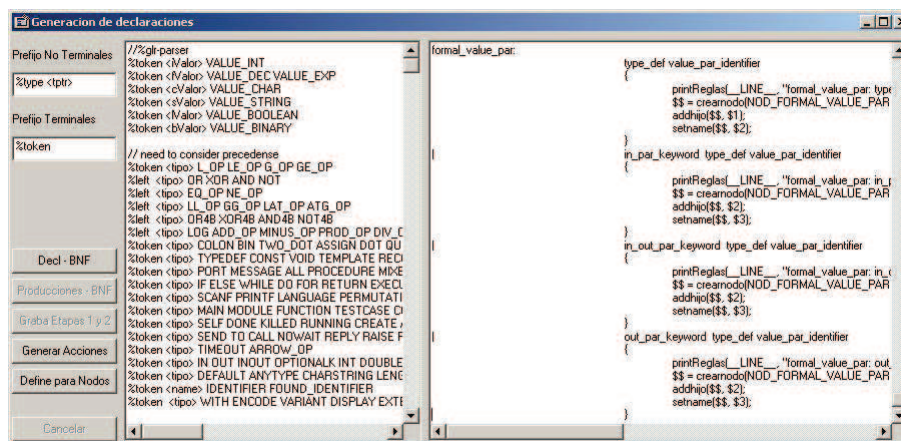 Generacion de declaraciones
Prefijo No Terminales
%type <tptr>
Prefijo Terminales
%token
Decl - BNF
Producciones - BNF
Graba Etapas 1 y 2
Generar Acciones
Define para Nodos
Cancelar
//%glr-parser
%token <iValor> VALUE_INT
%token <iValor> VALUE_DEC VALUE_EXP
%token <cValor> VALUE_CHAR
%token <sValor> VALUE_STRING
%token <lValor> VALUE_BOOLEAN
%token <bValor> VALUE_BINARY
// need to consider precedense
%token <tipo> L_OP LE_OP G_OP GE_OP
%left <tipo> OR XOR AND NOT
%left <tipo> EQ_OP NE_OP
%left <tipo> LL_OP GG_OP LAT_OP ATG_OP
%left <tipo> OR4B XOR4B AND4B NOT4B
%left <tipo> LOG ADD_OP MINUS_OP PROD_OP DIV_
%token <tipo> COLON BIN TWO_DOT ASSIGN DOT QU
%token <tipo> TYPEDEF CONST VOID TEMPLATE REC
%token <tipo> PORT MESSAGE ALL PROCEDURE MIXE
%token <tipo> IF ELSE WHILE DO FOR RETURN EXECU
%token <tipo> SCANF PRINTF LANGUAGE PERMUTATI
%token <tipo> MAIN MODULE FUNCTION TESTCASE
%token <tipo> SELF DONE KILLED RUNNING CREATE
%token <tipo> SEND TO CALL NOWAIT REPLY RAISE
%token <tipo> TIMEOUT ARROW_OP
%token <tipo> IN OUT INOUT OPTIONALK INT DOUBLE
%token <tipo> DEFAULT ANYTYPE CHARSTRING LENG
%token <name> IDENTIFIER FOUND_IDENTIFIER
%token <tipo> WITH ENCODE VARIANT DISPLAY EXTE
formal_value_par:
type_def value_par_identifier
{
printReglas(__LINE__, "formal_value_par: type
$$ = crearnodo(NOD_FORMAL_VALUE_PAR
addhijo($$, $1);
setname($$, $2);
}
| in_par_keyword type_def value_par_identifier
{
printReglas(__LINE__, "formal_value_par: in_p
$$ = crearnodo(NOD_FORMAL_VALUE_PAR
addhijo($$, $2);
setname($$, $3);
}
| in_out_par_keyword type_def value_par_identifier
{
printReglas(__LINE__, "formal_value_par: in_o
$$ = crearnodo(NOD_FORMAL_VALUE_PAR
addhijo($$, $2);
setname($$, $3);
}
| out_par_keyword type_def value_par_identifier
{
printReglas(__LINE__, "formal_value_par: out_
$$ = crearnodo(NOD_FORMAL_VALUE_PAR
addhijo($$, $2);
setname($$, $3);
| }